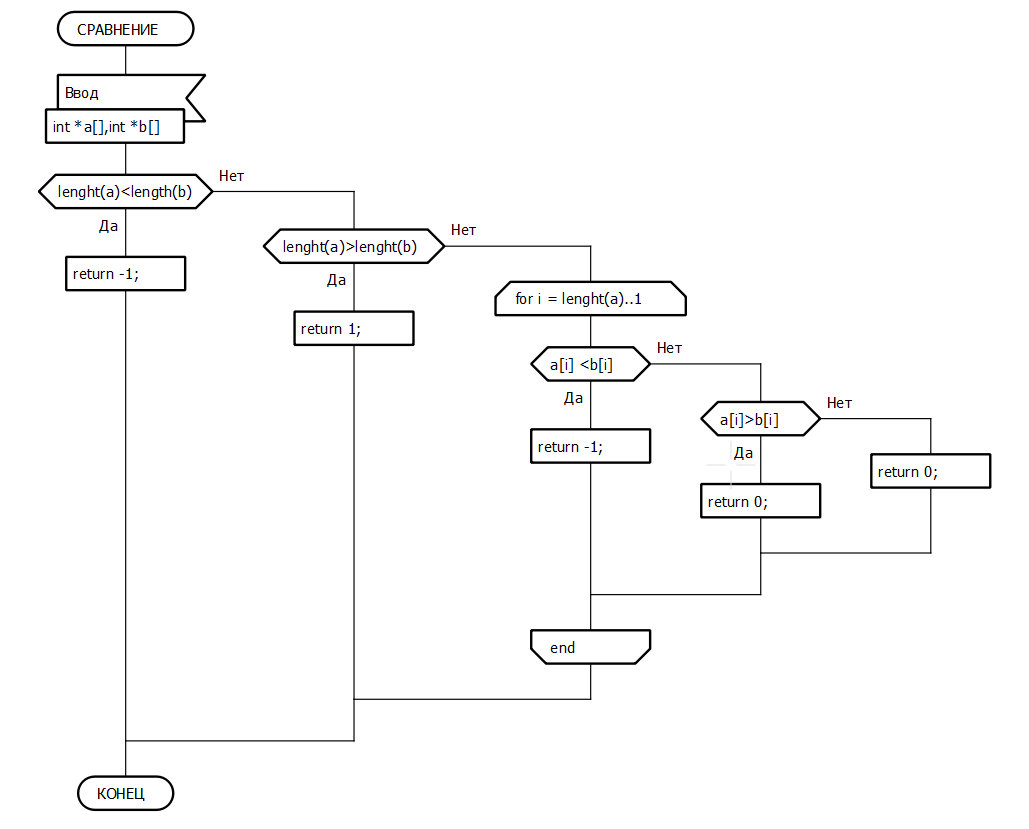 СРАВНЕНИЕ
Ввод
int *a[],int *b[]
lenght(a)<length(b)
Нет
Да
return -1;
lenght(a)>lenght(b)
Нет
Да
return 1;
for i = lenght(a)..1
a[i] <b[i]
Нет
Да
return -1;
a[i]>b[i]
Нет
Да
return 0;
return 0;
end
КОНЕЦ